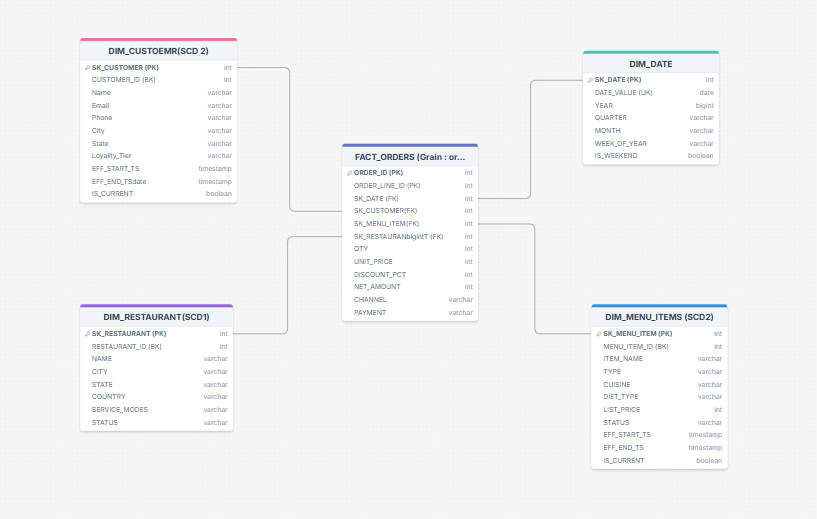 DIM_CUSTOEMR(SCD 2)
SK_CUSTOMER (PK) int
CUSTOMER_ID (BK) int
Name varchar
Email varchar
Phone varchar
City varchar
State varchar
Loyality_Tier varchar
EFF_START_TS timestamp
EFF_END_TSdate timestamp
IS_CURRENT boolean
DIM_DATE
SK_DATE (PK) int
DATE_VALUE (UK) date
YEAR bigint
QUARTER varchar
MONTH varchar
WEEK_OF_YEAR varchar
IS_WEEKEND boolean
FACT_ORDERS (Grain : or...
ORDER_ID (PK) int
ORDER_LINE_ID (PK) int
SK_DATE (FK) int
SK_CUSTOMER(FK) int
SK_MENU_ITEM(FK) int
SK_RESTAURANbigintT (FK) int
QTY int
UNIT_PRICE int
DISCOUNT_PCT int
NET_AMOUNT int
CHANNEL varchar
PAYMENT varchar
DIM_RESTAURANT(SCD1)
SK_RESTAURANT (PK) int
RESTAURANT_ID (BK) int
NAME varchar
CITY varchar
STATE varchar
COUNTRY varchar
SERVICE_MODES varchar
STATUS varchar
DIM_MENU_ITEMS (SCD2)
SK_MENU_ITEM (PK) int
MENU_ITEM_ID (BK) int
ITEM_NAME varchar
TYPE varchar
CUISINE varchar
DIET_TYPE varchar
LIST_PRICE int
STATUS varchar
EFF_START_TS timestamp
EFF_END_TS timestamp
IS_CURRENT boolean